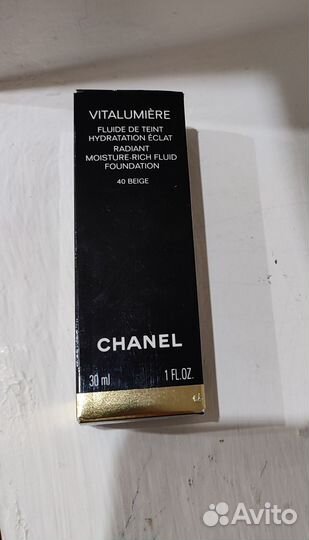 VITALUMIÈRE
FLUIDE DE TEINT
HYDRATATION ÉCLAT
RADIANT
MOISTURE-RICH FLUID
FOUNDATION
40 BEIGE
CHANEL
30 ml 1 FL.OZ.
Avito